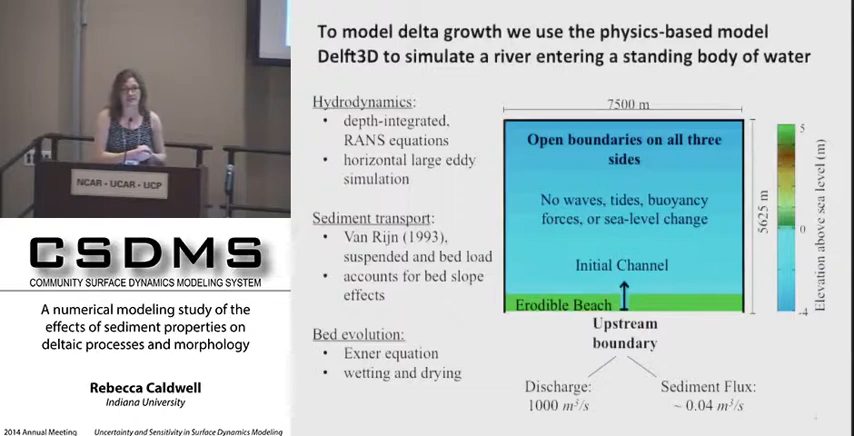 NCAR • UCAR • UCP
CSDMS
COMMUNITY SURFACE DYNAMICS MODELING SYSTEM
A numerical modeling study of the
effects of sediment properties on
deltaic processes and morphology
Rebecca Caldwell
Indiana University
2014 Annual Meeting
Uncertainty and Sensitivity in Surface Dynamics Modeling
To model delta growth we use the physics-based model
Delft3D to simulate a river entering a standing body of water
Hydrodynamics:
• depth-integrated,
RANS equations
• horizontal large eddy
simulation
Sediment transport:
• Van Rijn (1993),
suspended and bed load
• accounts for bed slope
effects
Bed evolution:
• Exner equation
• wetting and drying
7500 m
Open boundaries on all three
sides
No waves, tides, buoyancy
forces, or sea-level change
Initial Channel
Erodible Beach
5625 m
Upstream
boundary
Discharge:
1000 m³/s
Sediment Flux:
~ 0.04 m³/s
5
0
-4
Elevation above sea level (m)